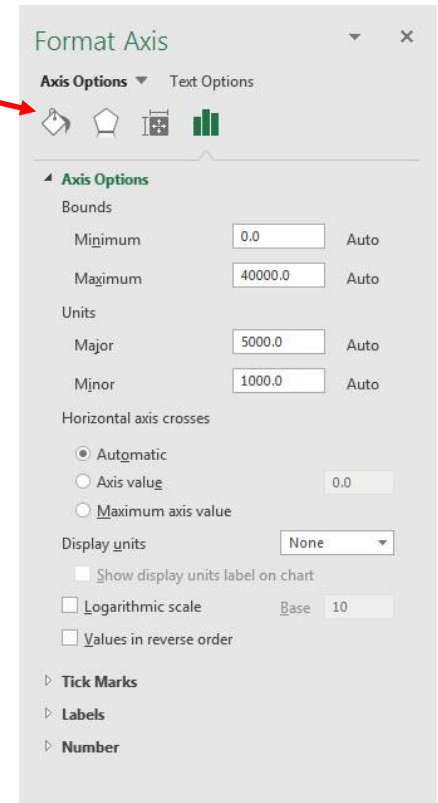 Format Axis
Axis Options Text Options
Axis Options
Bounds
Minimum 0.0 Auto
Maximum 40000.0 Auto
Units
Major 5000.0 Auto
Minor 1000.0 Auto
Horizontal axis crosses
Automatic
Axis value 0.0
Maximum axis value
Display units None
Show display units label on chart
Logarithmic scale Base 10
Values in reverse order
Tick Marks
Labels
Number